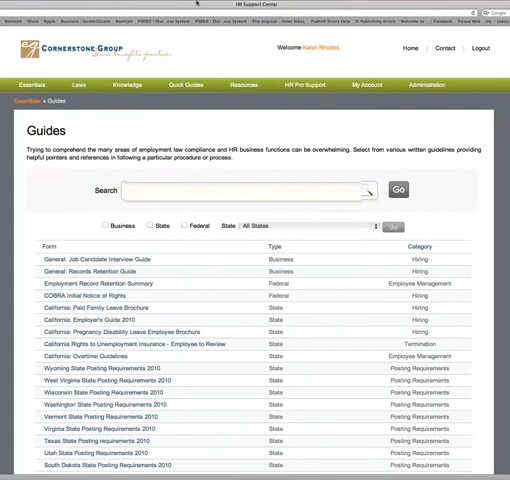 HR Support Center
Google
CORNERSTONE GROUP
Welcome Karyn Rhodes
Home Contact Logout
Essentials Laws Knowledge Quick Guides Resources HR Pro Support My Account Administration
Essentials » Guides
Guides
Trying to comprehend the many areas of employment law compliance and HR business functions can be overwhelming. Select from various written guidelines providing
helpful pointers and references in following a particular procedure or process.
Search Go
Business State Federal State All States Go
Form Type Category
General: Job Candidate Interview Guide Business Hiring
General: Records Retention Guide Business Hiring
Employment Record Retention Summary Federal Employee Management
COBRA Initial Notice of Rights Federal Hiring
California: Paid Family Leave Brochure State Hiring
California: Employer's Guide 2010 State Hiring
California: Pregnancy Disability Leave Employee Brochure State Hiring
California Rights to Unemployment Insurance - Employee to Review State Termination
California: Overtime Guidelines State Employee Management
Wyoming State Posting Requirements 2010 State Posting Requirements
West Virginia State Posting Requirements 2010 State Posting Requirements
Wisconsin State Posting Requirements 2010 State Posting Requirements
Washington State Posting Requirements 2010 State Posting Requirements
Vermont State Posting Requirements 2010 State Posting Requirements
Virginia State Posting Requirements 2010 State Posting Requirements
Texas State Posting requirements 2010 State Posting Requirements
Utah State Posting Requirements 2010 State Posting Requirements
South Dakota State Posting Requirements 2010 State Posting Requirements